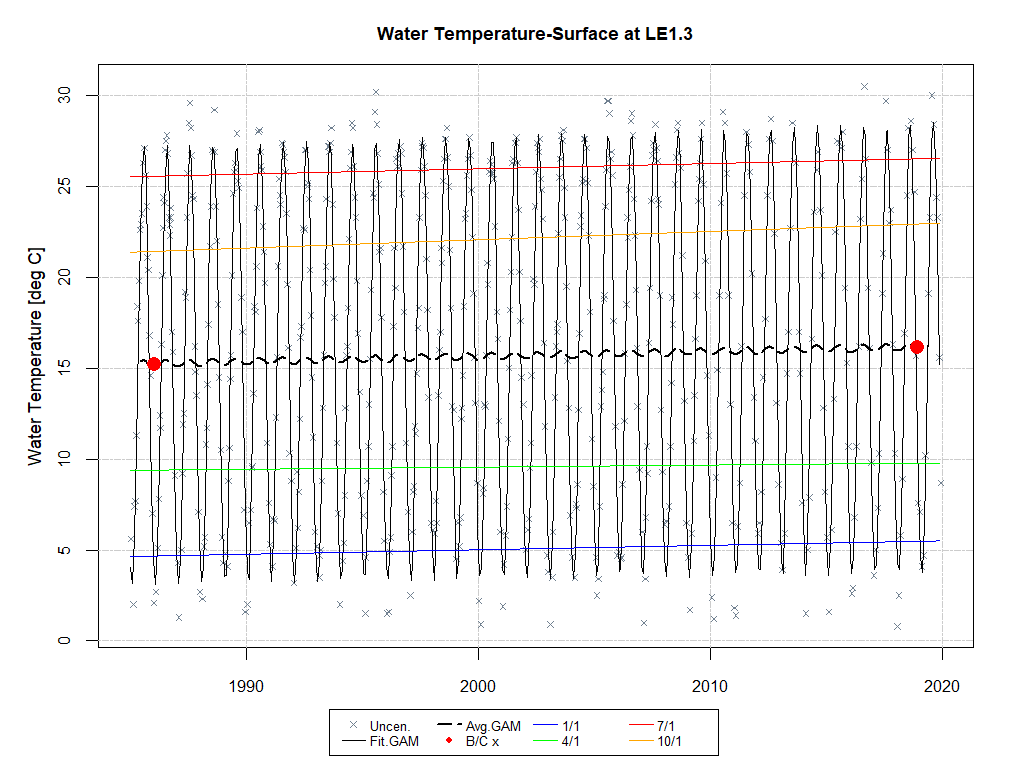 Water Temperature-Surface at LE1.3
Water Temperature [deg C]
30
25
20
15
10
5
0
1990 2000 2010 2020
Uncen. Avg.GAM 1/1 7/1
Fit.GAM B/C x 4/1 10/1